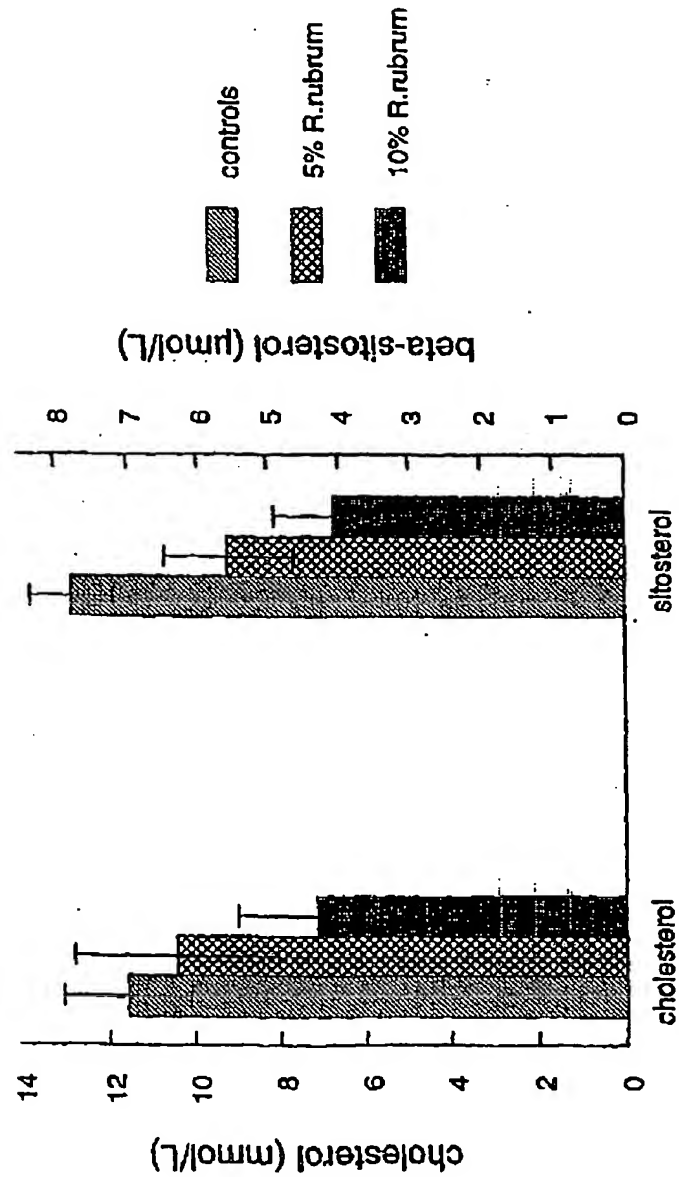 cholesterol (mmol/L)
14
12
10
8
6
4
2
0
cholesterol
sitosterol
8
7
6
5
4
3
2
1
0
beta-sitosterol (µmol/L)
controls
5% R.rubrum
10% R.rubrum